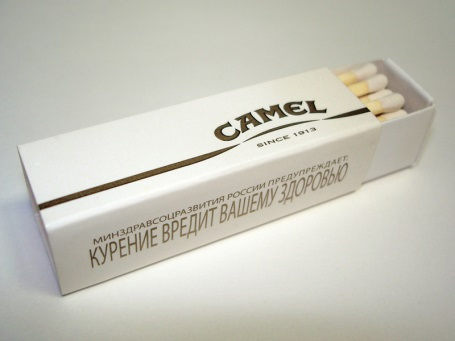 CAMEL
SINCE 1913
МИНЗДРАВСОЦРАЗВИТИЯ РОССИИ ПРЕДУПРЕЖДАЕТ:
КУРЕНИЕ ВРЕДИТ ВАШЕМУ ЗДОРОВЬЮ